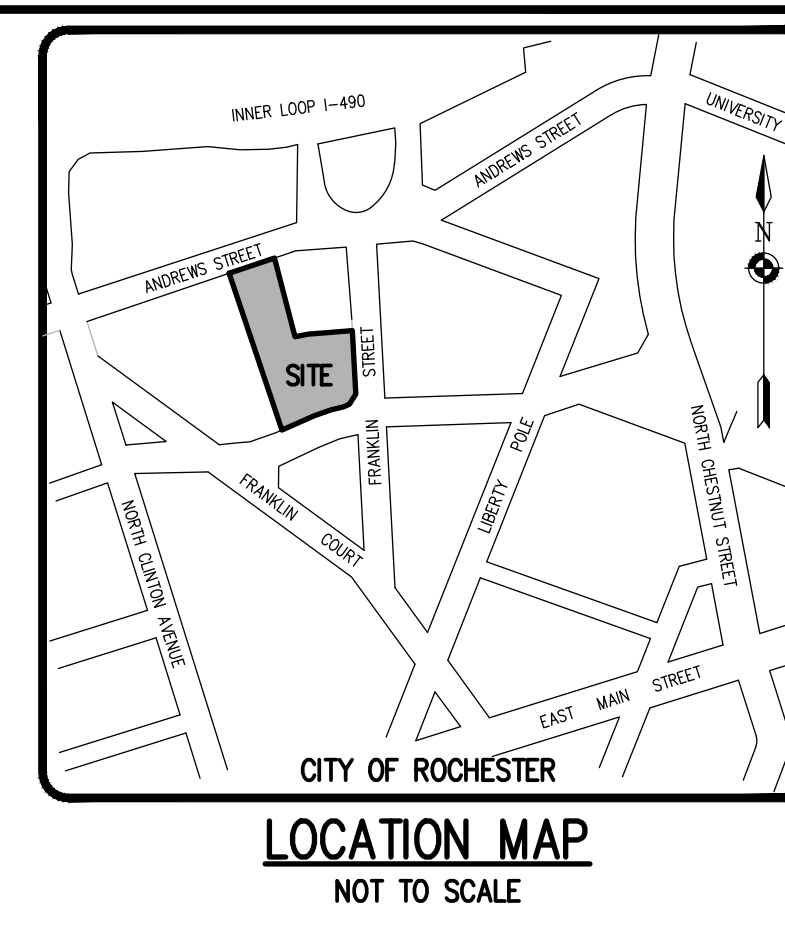 INNER LOOP I-490
UNIVERSITY
ANDREWS STREET
N
ANDREWS STREET
SITE
FRANKLIN STREET
LIBERTY POLE
NORTH CHESTNUT STREET
FRANKLIN COURT
NORTH CLINTON AVENUE
EAST MAIN STREET
CITY OF ROCHESTER
LOCATION MAP
NOT TO SCALE